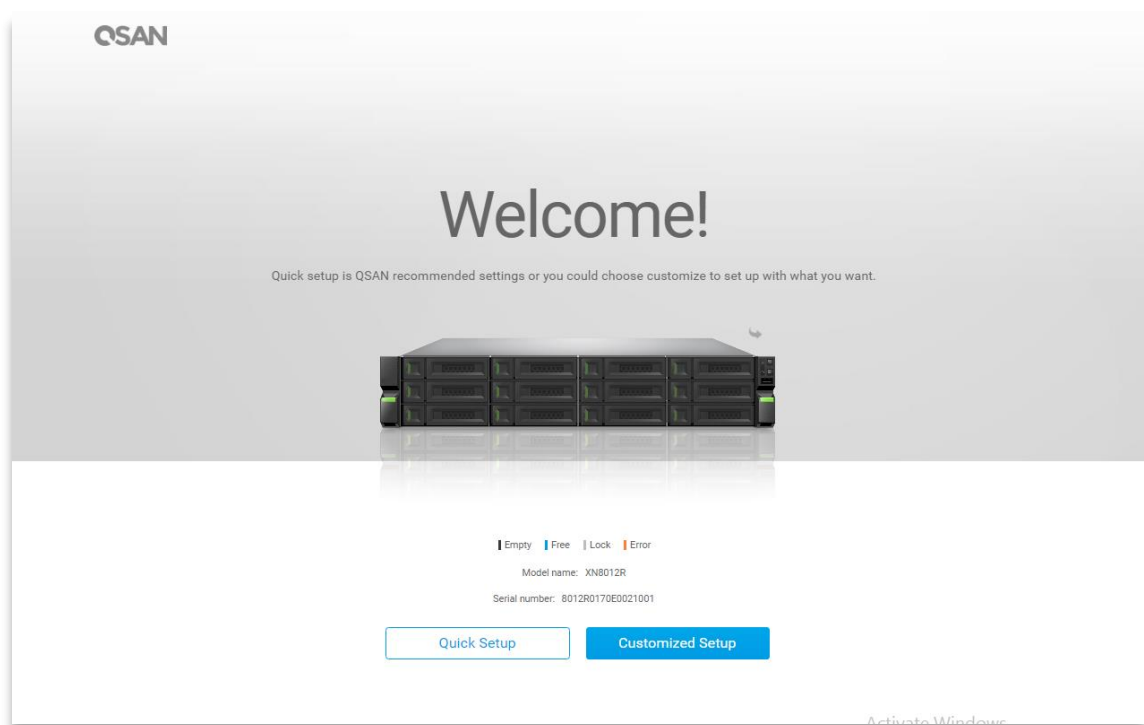 QSAN
Welcome!
Quick setup is QSAN recommended settings or you could choose customize to set up with what you want.
Empty Free Lock Error
Model name: XN8012R
Serial number: 8012R0170E0021001
Quick Setup Customized Setup
Activate Windows